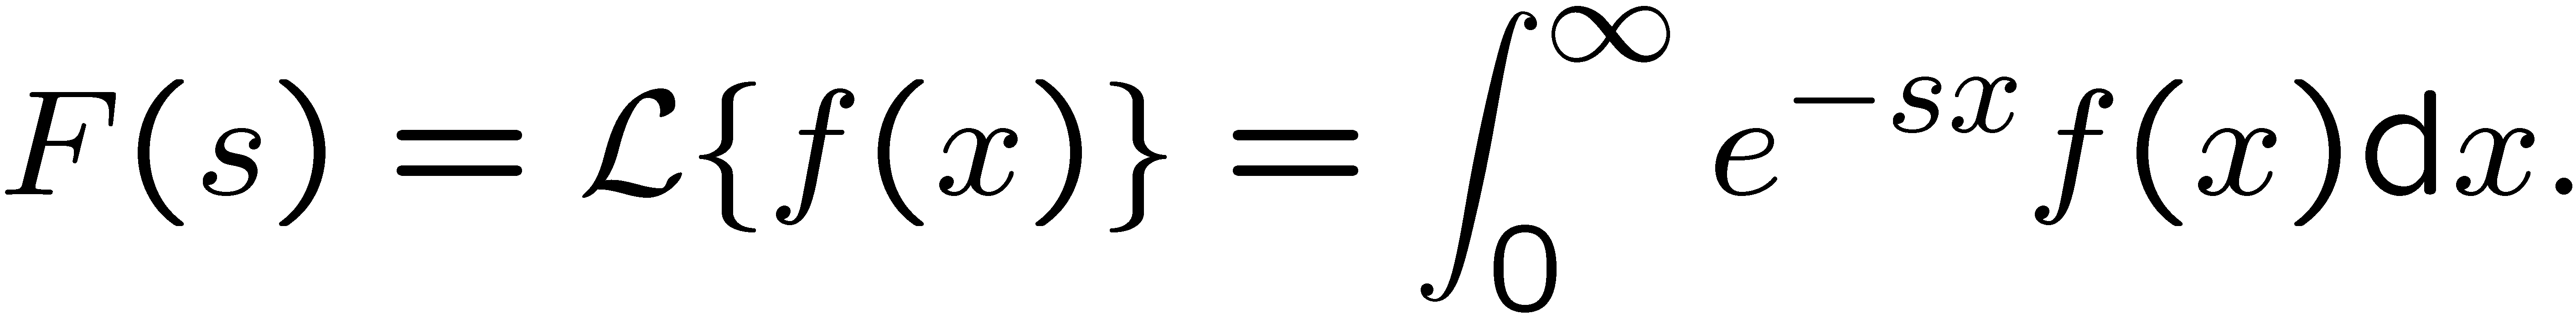 F(s) = ℒ{f(x)} = ∫₀^∞ e^{−sx} f(x)dx.